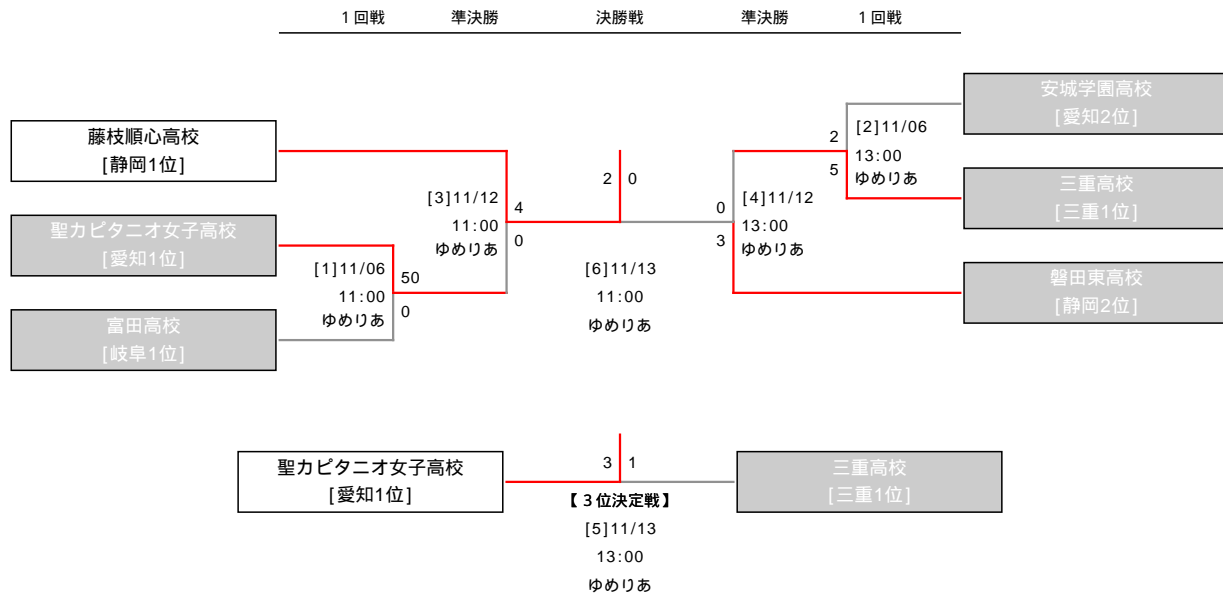 １回戦 準決勝 決勝戦 準決勝 １回戦
藤枝順心高校
[静岡1位]
聖カピタニオ女子高校
[愛知1位]
富田高校
[岐阜1位]
[1]11/06
11:00
ゆめりあ
50
0
[3]11/12
11:00
ゆめりあ
4
0
2 0
[6]11/13
11:00
ゆめりあ
0
3
[4]11/12
13:00
ゆめりあ
2
5
[2]11/06
13:00
ゆめりあ
安城学園高校
[愛知2位]
三重高校
[三重1位]
磐田東高校
[静岡2位]
聖カピタニオ女子高校
[愛知1位]
3 1
【３位決定戦】
[5]11/13
13:00
ゆめりあ
三重高校
[三重1位]